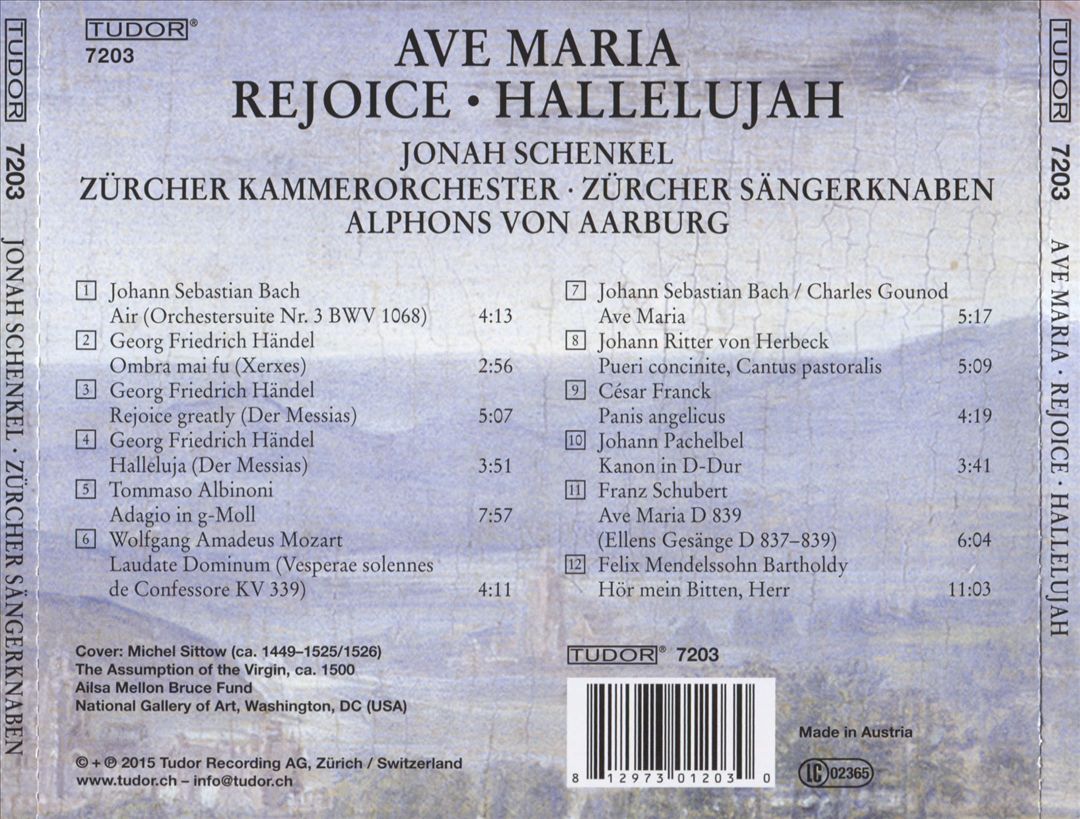 TUDOR 7203 JONAH SCHENKEL · ZÜRCHER SÄNGERKNABEN
TUDOR®
7203
AVE MARIA
REJOICE • HALLELUJAH
JONAH SCHENKEL
ZÜRCHER KAMMERORCHESTER · ZÜRCHER SÄNGERKNABEN
ALPHONS VON AARBURG
1 Johann Sebastian Bach
Air (Orchestersuite Nr. 3 BWV 1068) 4:13
2 Georg Friedrich Händel
Ombra mai fu (Xerxes) 2:56
3 Georg Friedrich Händel
Rejoice greatly (Der Messias) 5:07
4 Georg Friedrich Händel
Halleluja (Der Messias) 3:51
5 Tommaso Albinoni
Adagio in g-Moll 7:57
6 Wolfgang Amadeus Mozart
Laudate Dominum (Vesperae solennes
de Confessore KV 339) 4:11
7 Johann Sebastian Bach / Charles Gounod
Ave Maria 5:17
8 Johann Ritter von Herbeck
Pueri concinite, Cantus pastoralis 5:09
9 César Franck
Panis angelicus 4:19
10 Johann Pachelbel
Kanon in D-Dur 3:41
11 Franz Schubert
Ave Maria D 839
(Ellens Gesänge D 837–839) 6:04
12 Felix Mendelssohn Bartholdy
Hör mein Bitten, Herr 11:03
Cover: Michel Sittow (ca. 1449–1525/1526)
The Assumption of the Virgin, ca. 1500
Ailsa Mellon Bruce Fund
National Gallery of Art, Washington, DC (USA)
© + ℗ 2015 Tudor Recording AG, Zürich / Switzerland
www.tudor.ch – info@tudor.ch
TUDOR® 7203
8 12973 01203 0
Made in Austria
LC 02365
TUDOR 7203 AVE MARIA · REJOICE · HALLELUJAH